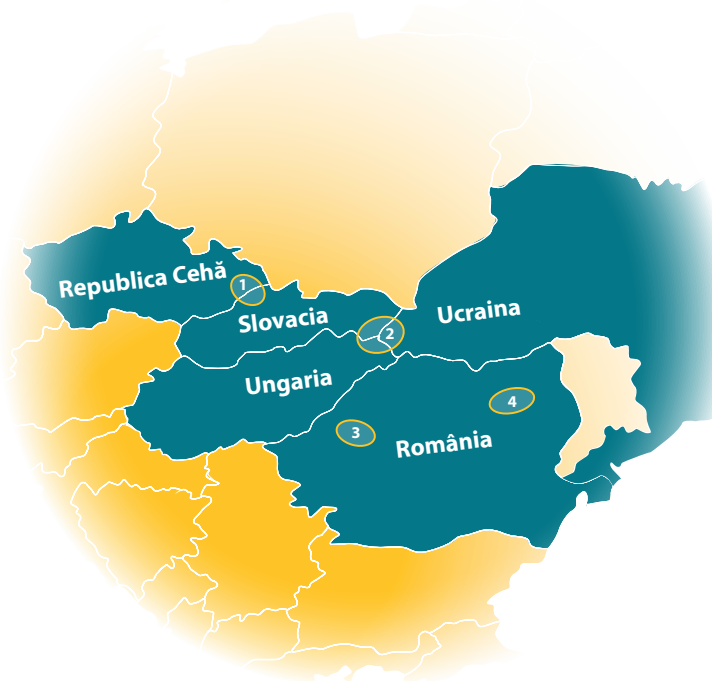 Republica Cehă
1
Slovacia
2
Ucraina
Ungaria
3
4
România